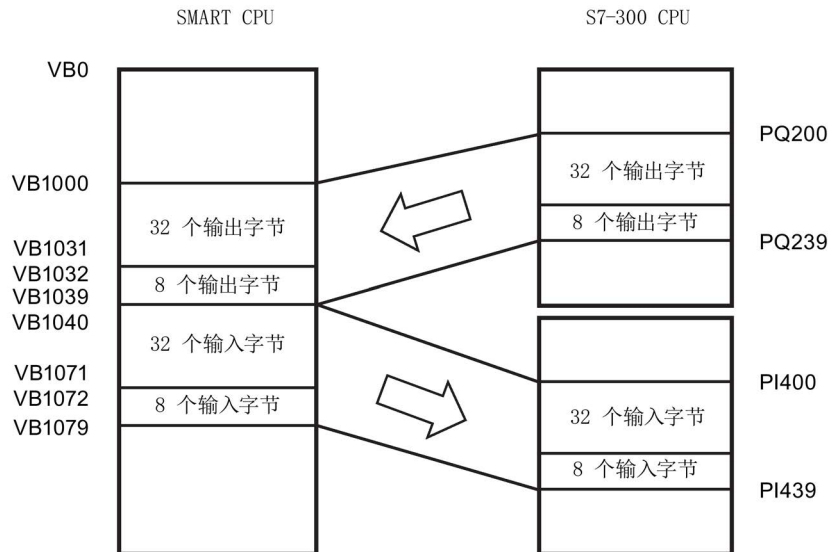 SMART CPU
S7-300 CPU
VB0
VB1000
32 个输出字节
VB1031
VB1032
8 个输出字节
VB1039
VB1040
32 个输入字节
VB1071
VB1072
8 个输入字节
VB1079
PQ200
32 个输出字节
8 个输出字节
PQ239
PI400
32 个输入字节
8 个输入字节
PI439